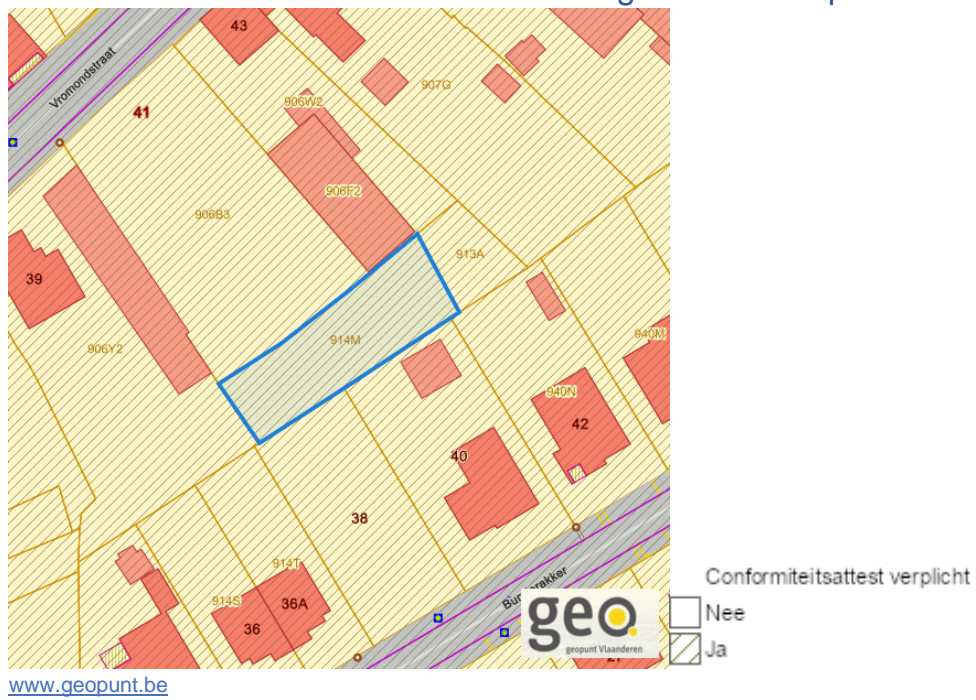 43
Vromondstraat
41
907G
906W2
906F2
906B3
913A
39
914M
940M
906Y2
940N
42
40
38
914T
914S
36A
36
geo
geopunt Vlaanderen
Conformiteitsattest verplicht
Nee
Ja
www.geopunt.be